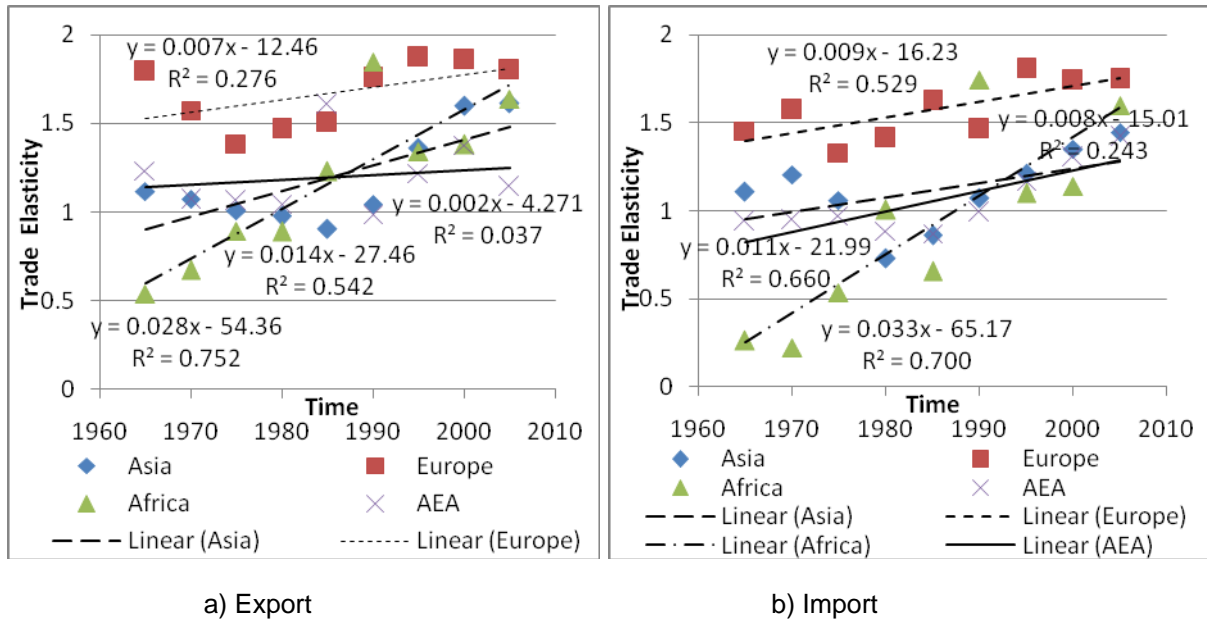 2
1.5
1
0.5
0
Trade Elasticity
y = 0.007x - 12.46
R² = 0.276
y = 0.002x - 4.271
R² = 0.037
y = 0.014x - 27.46
R² = 0.542
y = 0.028x - 54.36
R² = 0.752
Time
1960 1970 1980 1990 2000 2010
Asia Europe
Africa AEA
Linear (Asia) Linear (Europe)
a) Export
2
1.5
1
0.5
0
Trade Elasticity
y = 0.009x - 16.23
R² = 0.529
y = 0.008x - 15.01
R² = 0.243
y = 0.011x - 21.99
R² = 0.660
y = 0.033x - 65.17
R² = 0.700
Time
1960 1970 1980 1990 2000 2010
Asia Europe
Africa AEA
Linear (Asia) Linear (Europe)
Linear (Africa) Linear (AEA)
b) Import